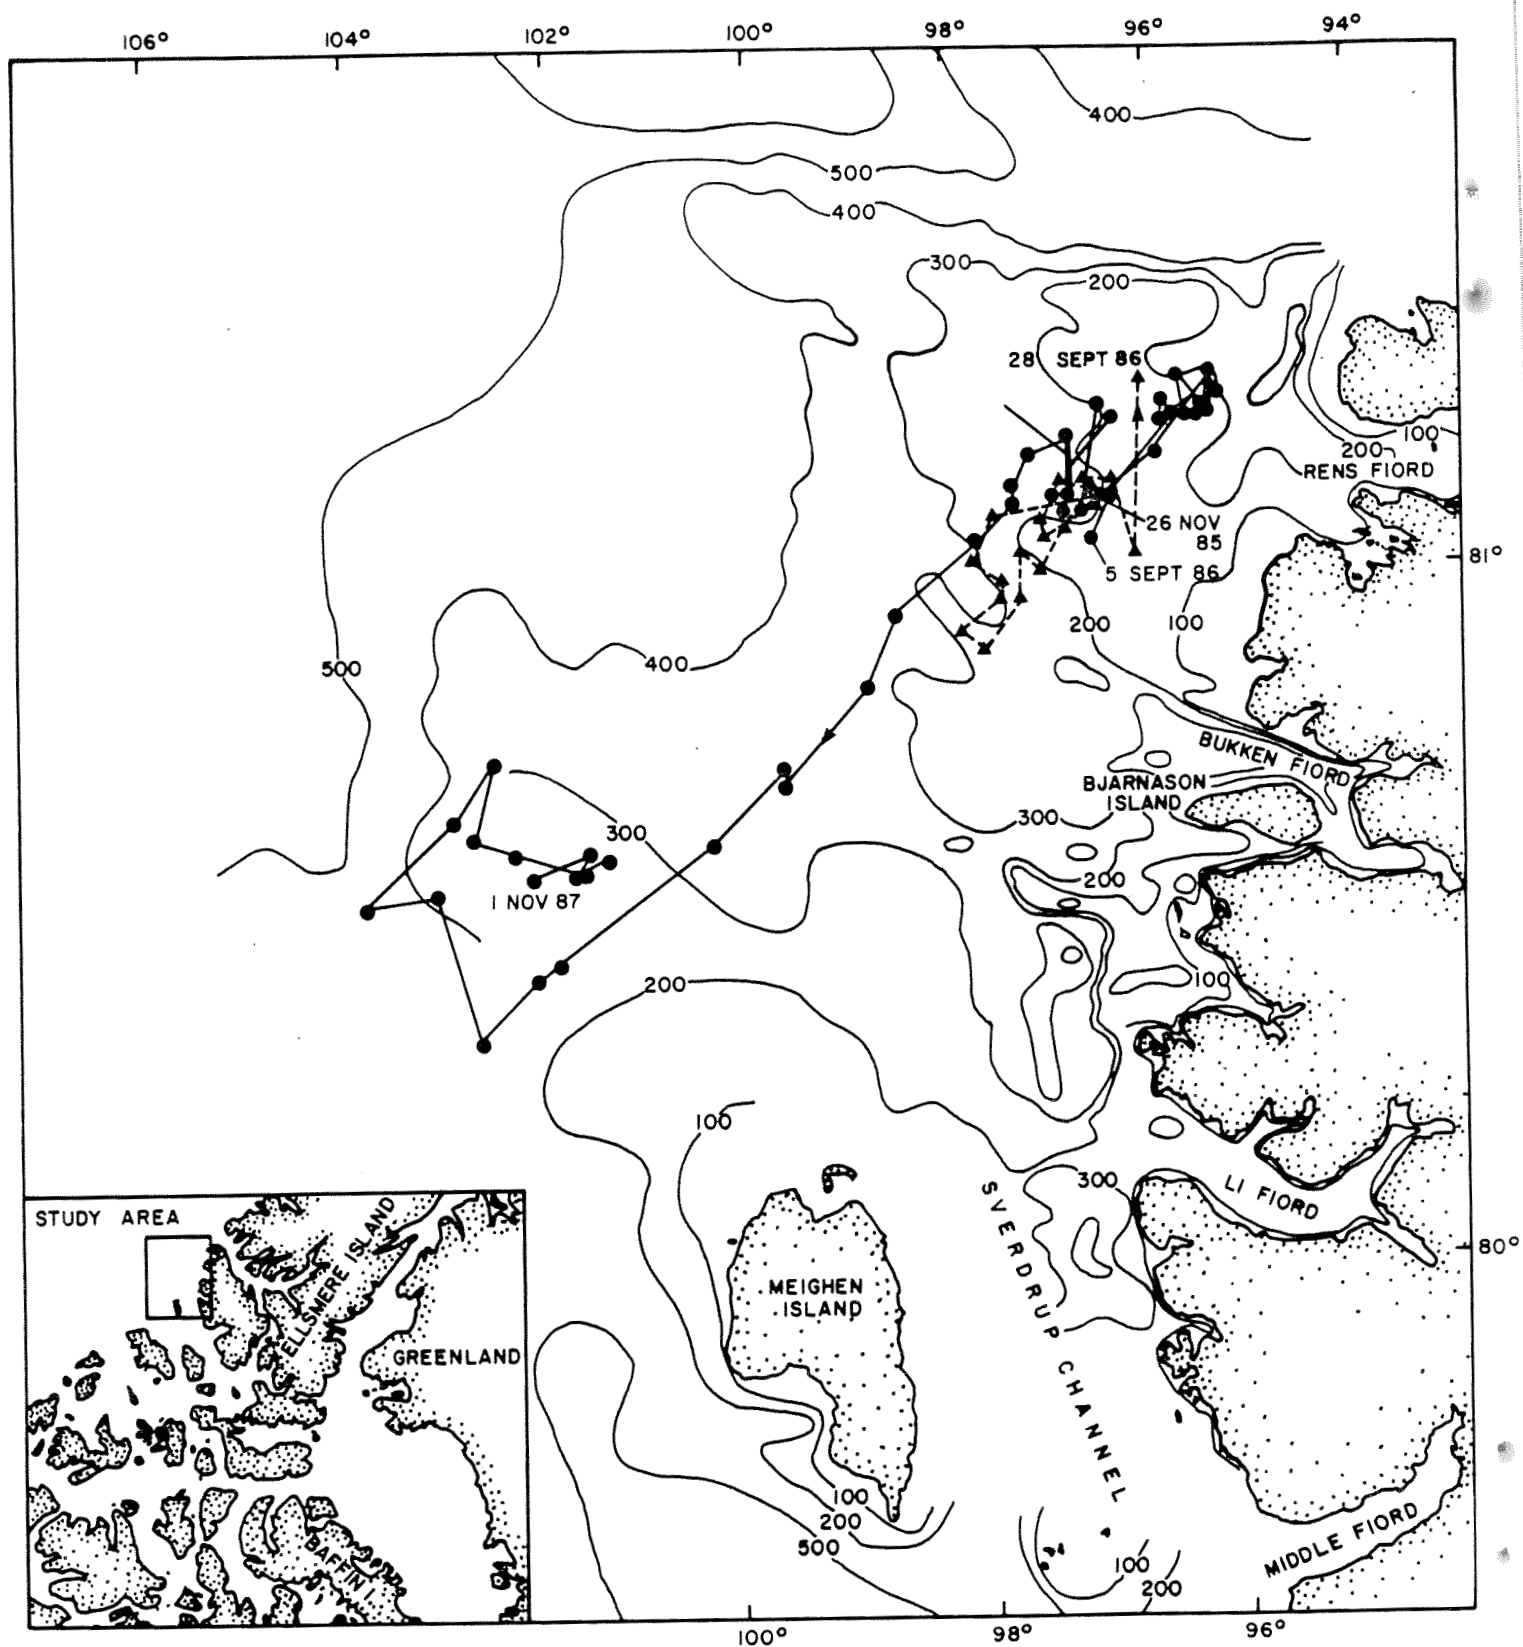 106° 104° 102° 100° 98° 96° 94°
400
500
400
300
200
28 SEPT 86
100
200
RENS FIORD
26 NOV
85
81°
5 SEPT 86
200
100
500
400
BUKKEN FIORD
BJARNASON
ISLAND
300
300
200
1 NOV 87
100
200
100
300
LI FIORD
SVERDRUP CHANNEL
STUDY AREA
ELLSMERE ISLAND
80°
MEIGHEN
ISLAND
GREENLAND
100
200
500
BAFFIN I.
MIDDLE FIORD
100
200
100° 98° 96°